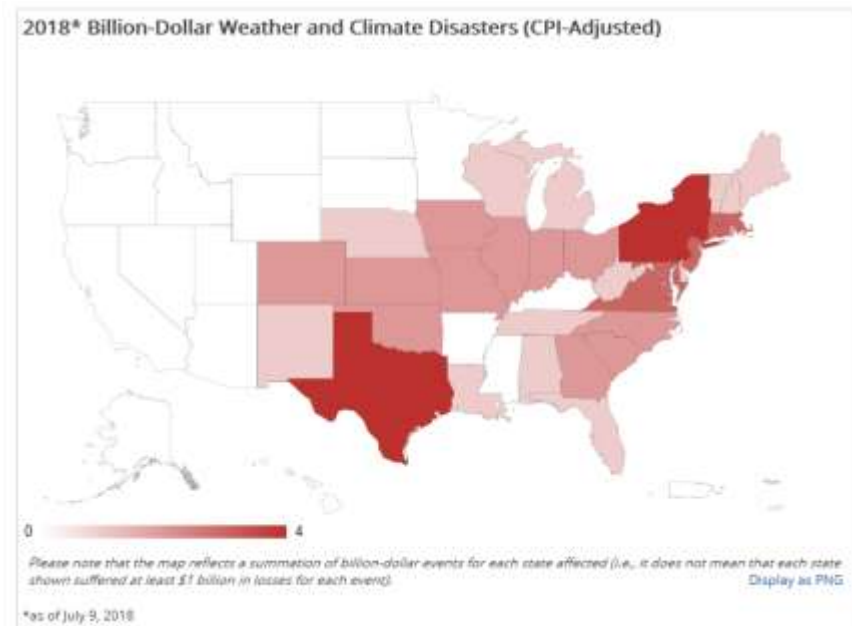 2018* Billion-Dollar Weather and Climate Disasters (CPI-Adjusted)
0
4
Please note that the map reflects a summation of billion-dollar events for each state affected (i.e., it does not mean that each state
shown suffered at least $1 billion in losses for each event).
Display as PNG
*as of July 9, 2018